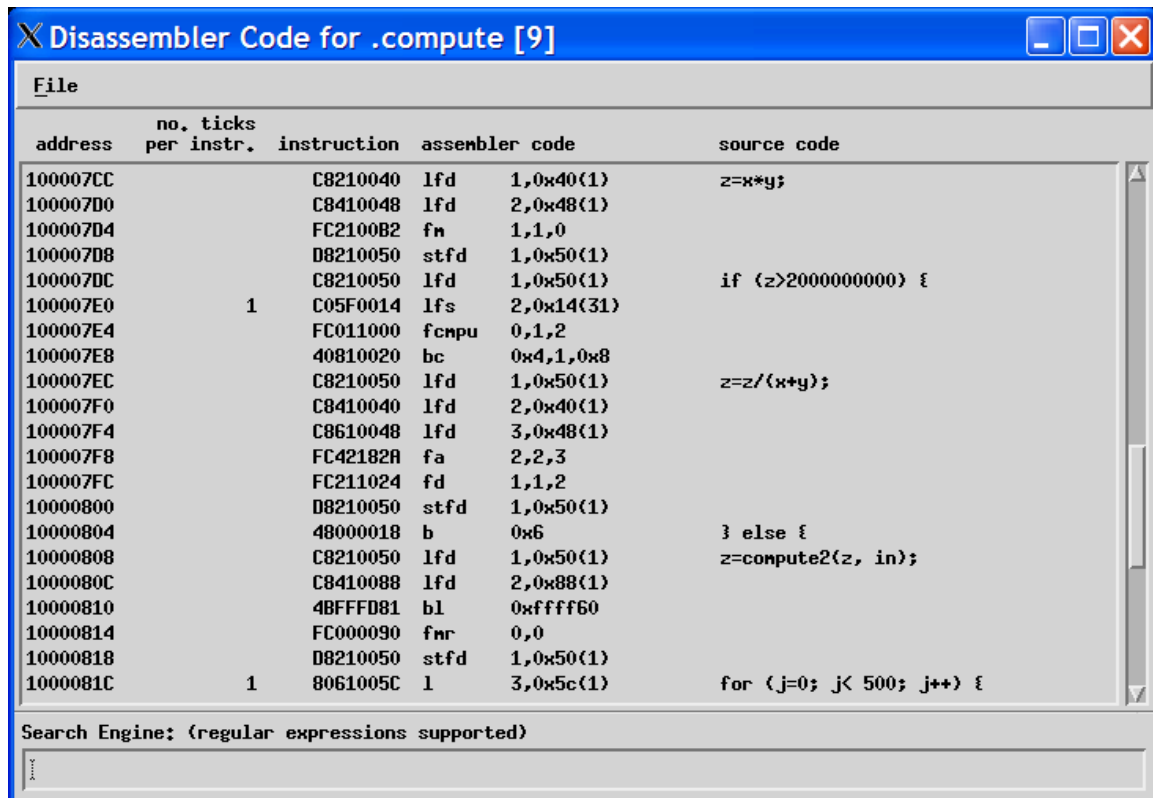 X Disassembler Code for .compute [9]
File
no. ticks
address per instr. instruction assembler code source code
100007CC C8210040 lfd 1,0x40(1) z=x*y;
100007D0 C8410048 lfd 2,0x48(1)
100007D4 FC2100B2 fm 1,1,0
100007D8 D8210050 stfd 1,0x50(1)
100007DC C8210050 lfd 1,0x50(1) if (z>2000000000) {
100007E0 1 C05F0014 lfs 2,0x14(31)
100007E4 FC011000 fcmpu 0,1,2
100007E8 40810020 bc 0x4,1,0x8
100007EC C8210050 lfd 1,0x50(1) z=z/(x+y);
100007F0 C8410040 lfd 2,0x40(1)
100007F4 C8610048 lfd 3,0x48(1)
100007F8 FC42182A fa 2,2,3
100007FC FC211024 fd 1,1,2
10000800 D8210050 stfd 1,0x50(1)
10000804 48000018 b 0x6 } else {
10000808 C8210050 lfd 1,0x50(1) z=compute2(z, in);
1000080C C8410088 lfd 2,0x88(1)
10000810 4BFFFD81 bl 0xffff60
10000814 FC000090 fmr 0,0
10000818 D8210050 stfd 1,0x50(1)
1000081C 1 8061005C l 3,0x5c(1) for (j=0; j< 500; j++) {
Search Engine: (regular expressions supported)